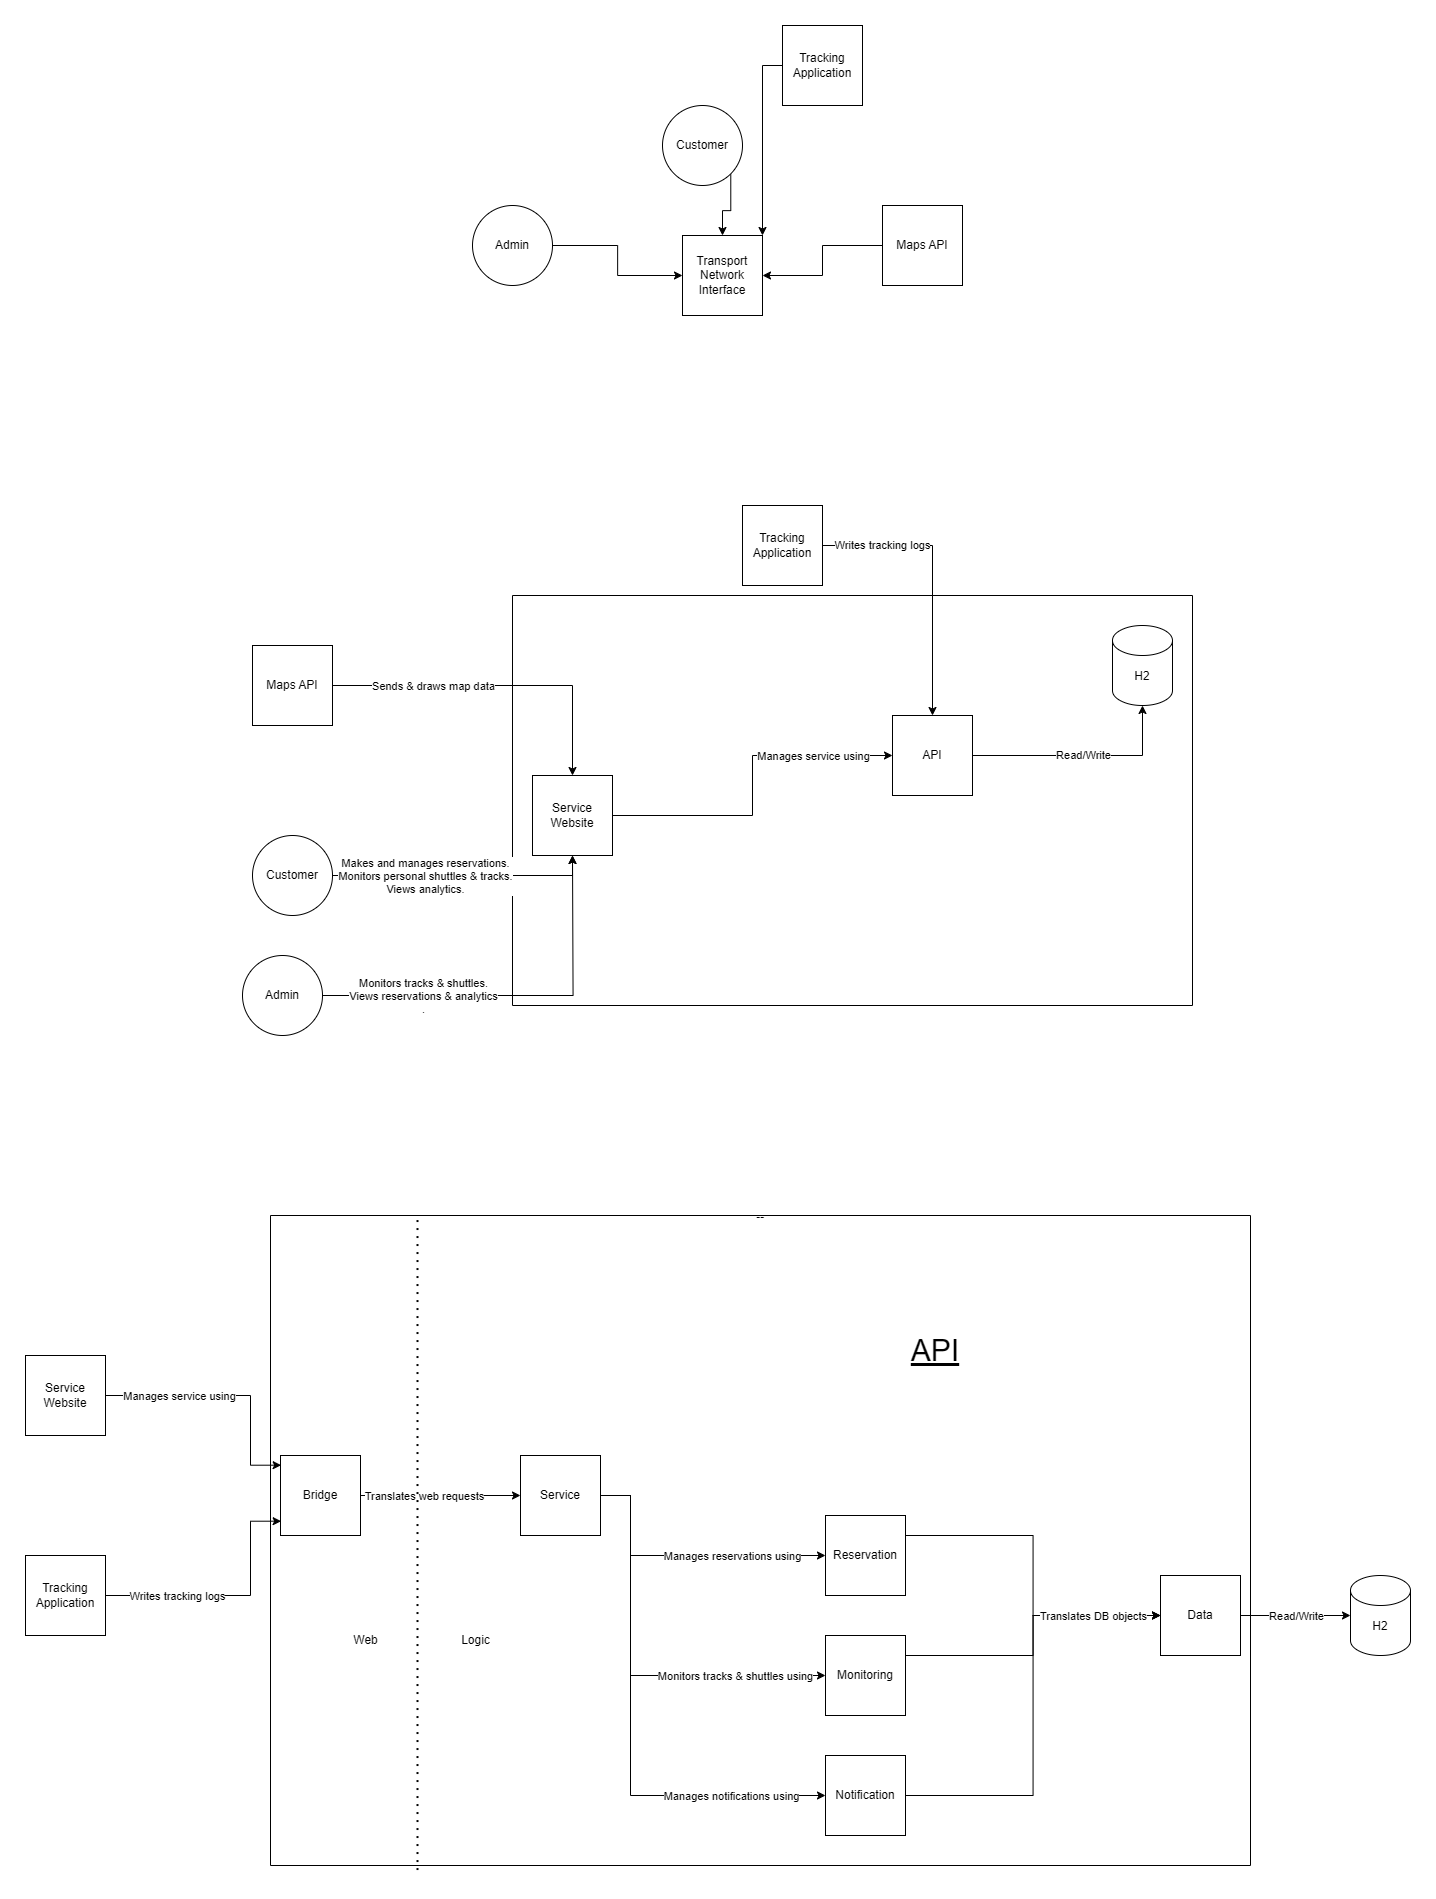 Tracking
Application
Customer
Admin
Maps API
Transport
Network
Interface
Tracking
Application
Writes tracking logs
H2
Maps API
Sends & draws map data
Manages service using
API
Read/Write
Service
Website
Customer
Makes and manages reservations.
Monitors personal shuttles & tracks.
Views analytics.
Admin
Monitors tracks & shuttles.
Views reservations & analytics
.
--
API
Service
Website
Manages service using
Bridge
Translates web requests
Service
Tracking
Application
Writes tracking logs
Web
Logic
Manages reservations using
Reservation
Monitors tracks & shuttles using
Monitoring
Manages notifications using
Notification
Translates DB objects
Data
Read/Write
H2